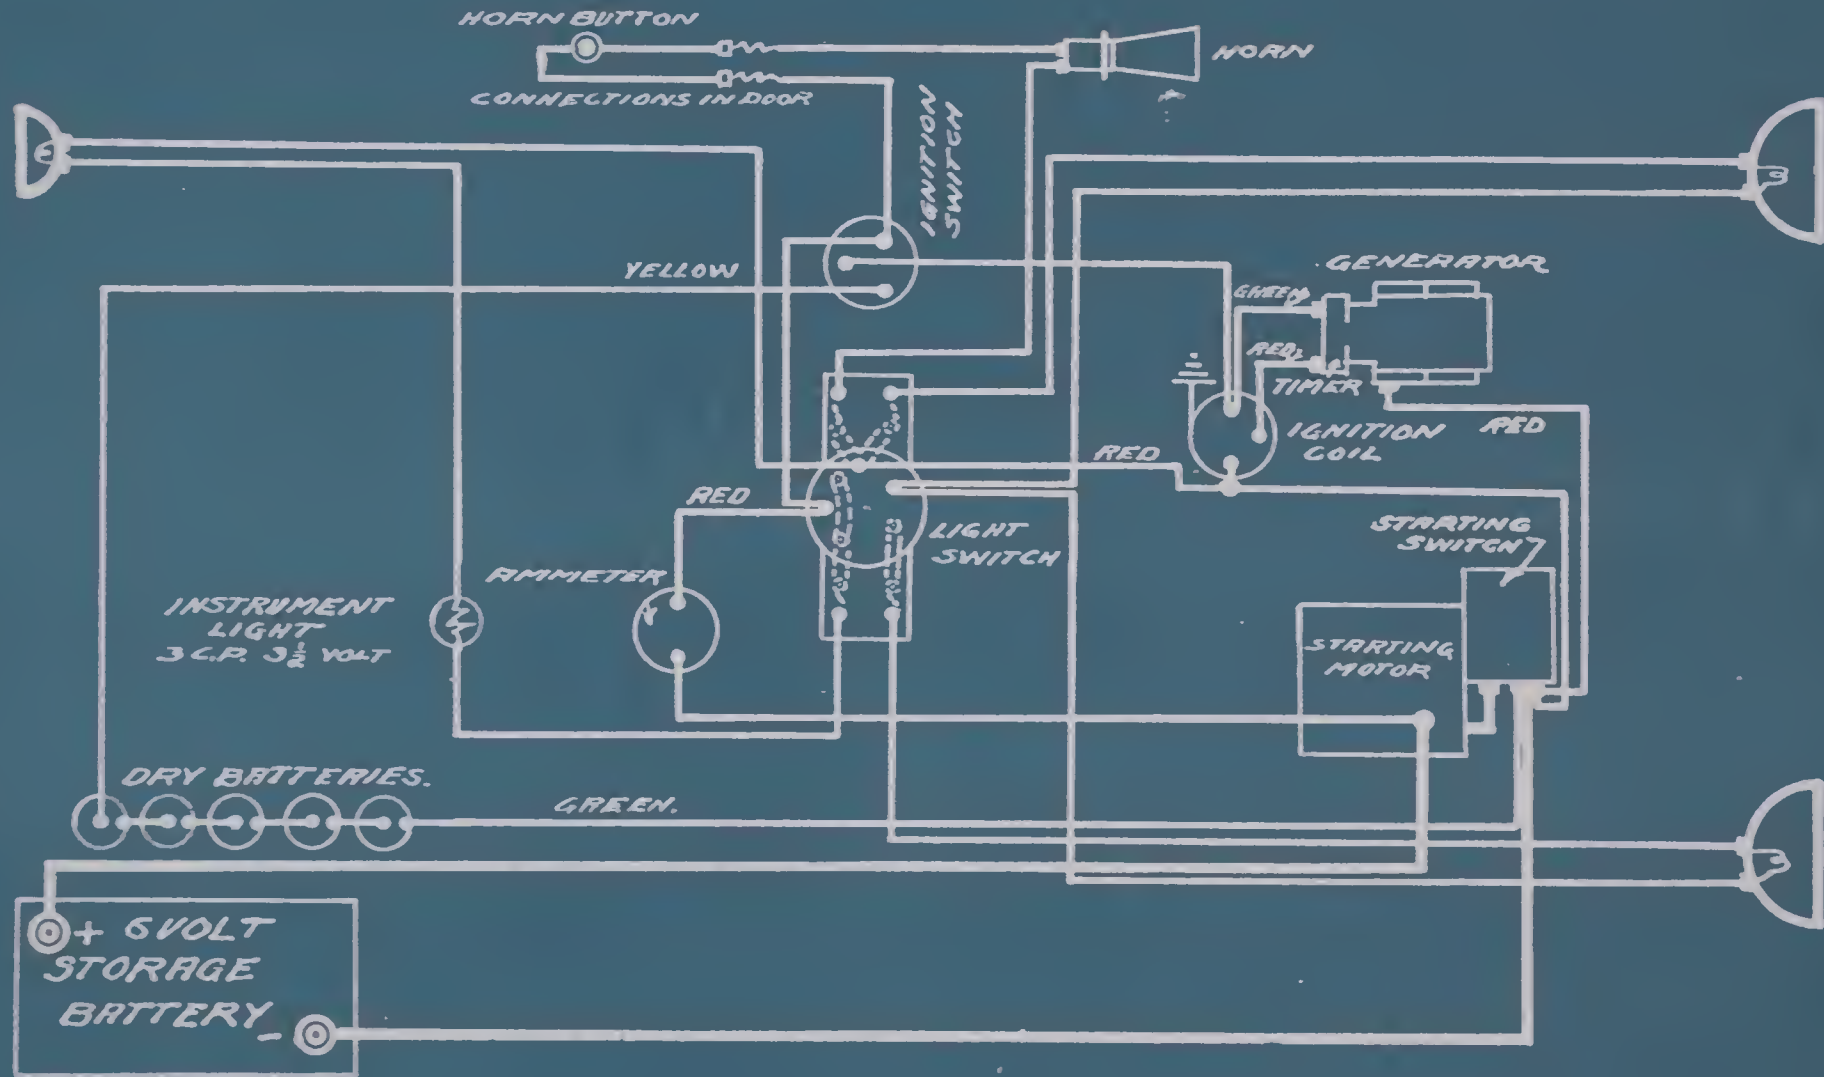 HORN BUTTON
HORN
CONNECTIONS IN DOOR
IGNITION
SWITCH
YELLOW
GENERATOR
GREEN
RED
TIMER
IGNITION
COIL
RED
RED
RED
LIGHT
SWITCH
STARTING
SWITCH
AMMETER
INSTRUMENT
LIGHT
3 C.P. 3½ VOLT
STARTING
MOTOR
DRY BATTERIES.
GREEN.
+ 6 VOLT
STORAGE
BATTERY
-